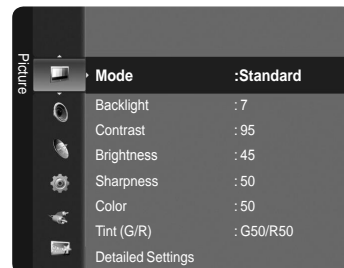 Picture
Mode :Standard
Backlight : 7
Contrast : 95
Brightness : 45
Sharpness : 50
Color : 50
Tint (G/R) : G50/R50
Detailed Settings